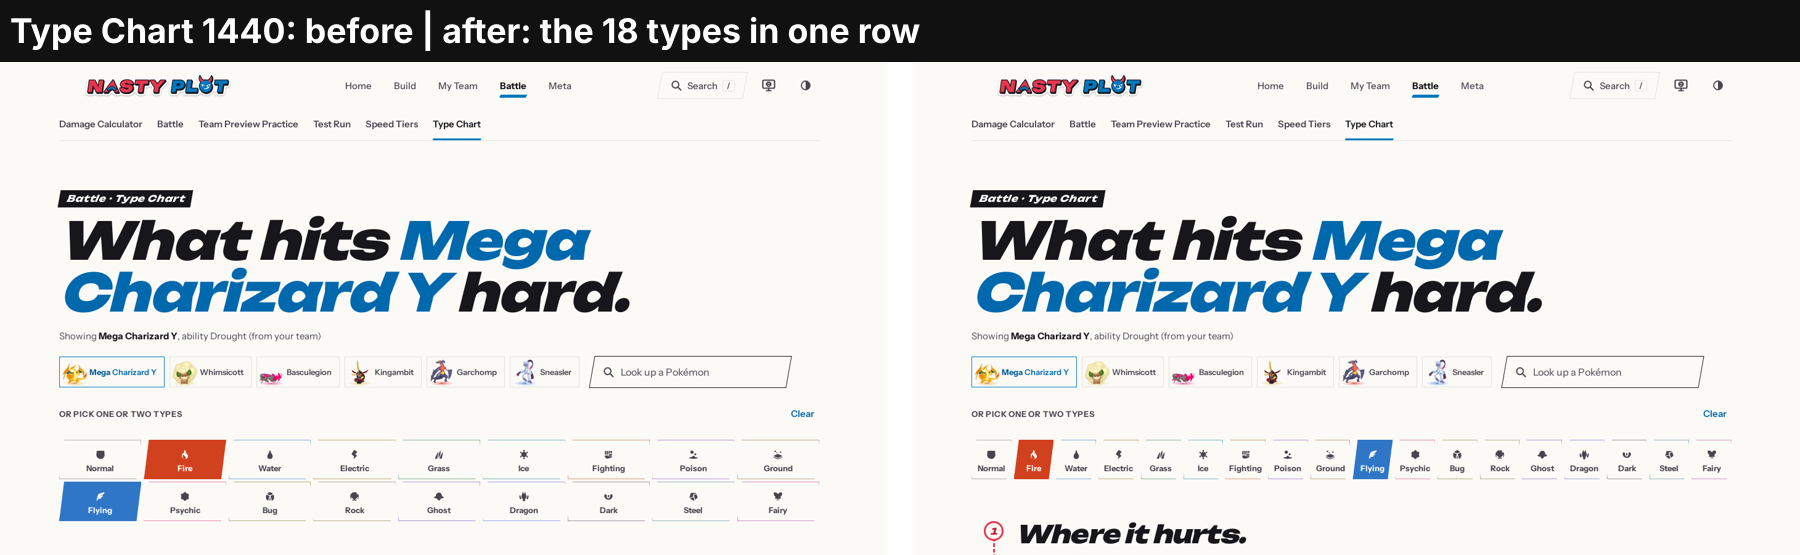 Type Chart 1440: before | after: the 18 types in one row
NASTY PLOT
Home Build My Team Battle Meta
Search /
Damage Calculator Battle Team Preview Practice Test Run Speed Tiers Type Chart
Battle · Type Chart
What hits Mega
Charizard Y hard.
Showing Mega Charizard Y, ability Drought (from your team)
Mega Charizard Y Whimsicott Basculegion Kingambit Garchomp Sneasler Look up a Pokémon
OR PICK ONE OR TWO TYPES Clear
Normal Fire Water Electric Grass Ice Fighting Poison Ground
Flying Psychic Bug Rock Ghost Dragon Dark Steel Fairy
NASTY PLOT
Home Build My Team Battle Meta
Search /
Damage Calculator Battle Team Preview Practice Test Run Speed Tiers Type Chart
Battle · Type Chart
What hits Mega
Charizard Y hard.
Showing Mega Charizard Y, ability Drought (from your team)
Mega Charizard Y Whimsicott Basculegion Kingambit Garchomp Sneasler Look up a Pokémon
OR PICK ONE OR TWO TYPES Clear
Normal Fire Water Electric Grass Ice Fighting Poison Ground Flying Psychic Bug Rock Ghost Dragon Dark Steel Fairy
1 Where it hurts.